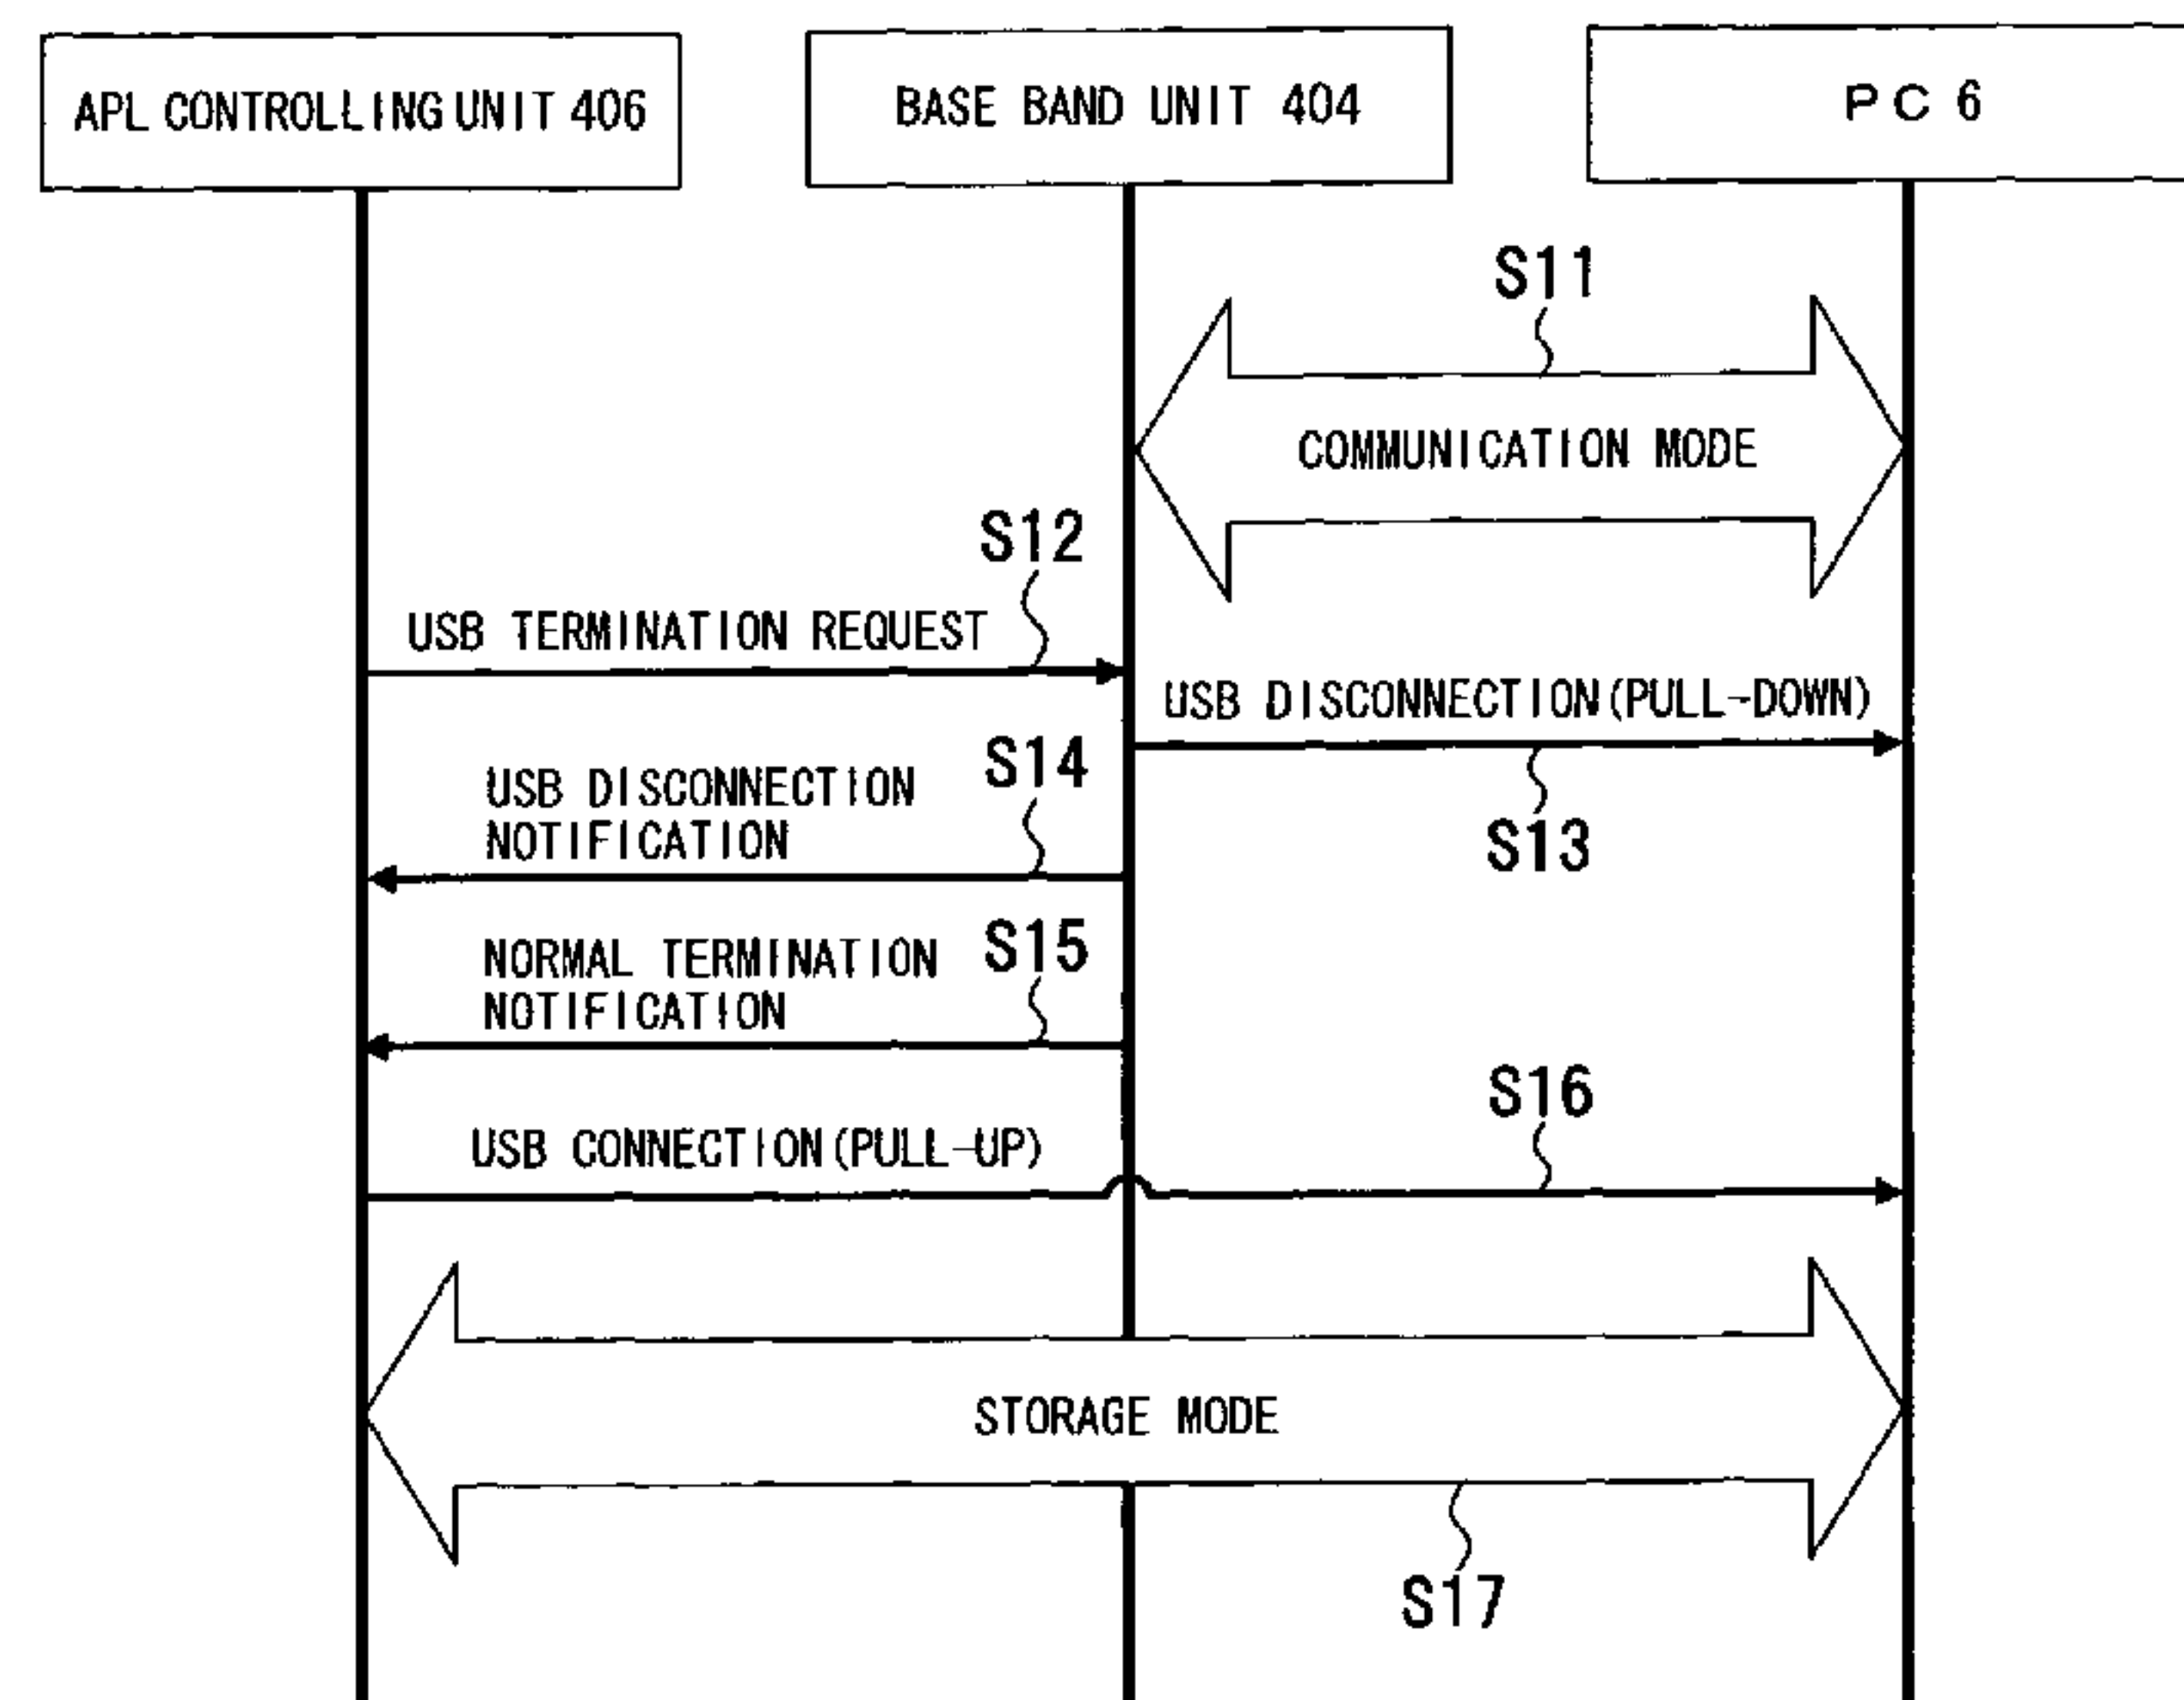 APL CONTROLLING UNIT 406
BASE BAND UNIT 404
PC 6
S11
COMMUNICATION MODE
S12
USB TERMINATION REQUEST
USB DISCONNECTION(PULL-DOWN)
S13
S14
USB DISCONNECTION
NOTIFICATION
S15
NORMAL TERMINATION
NOTIFICATION
S16
USB CONNECTION(PULL-UP)
STORAGE MODE
S17